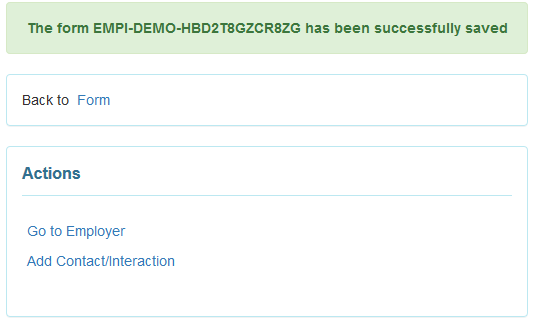 The form EMPI-DEMO-HBD2T8GZCR8ZG has been successfully saved
Back to Form
Actions
Go to Employer
Add Contact/Interaction